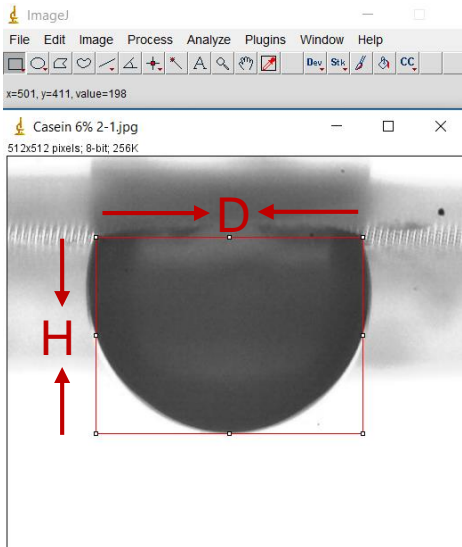 ImageJ
File Edit Image Process Analyze Plugins Window Help
A Dev Stk CC
x=501, y=411, value=198
Casein 6% 2-1.jpg
512x512 pixels; 8-bit; 256K
D
H